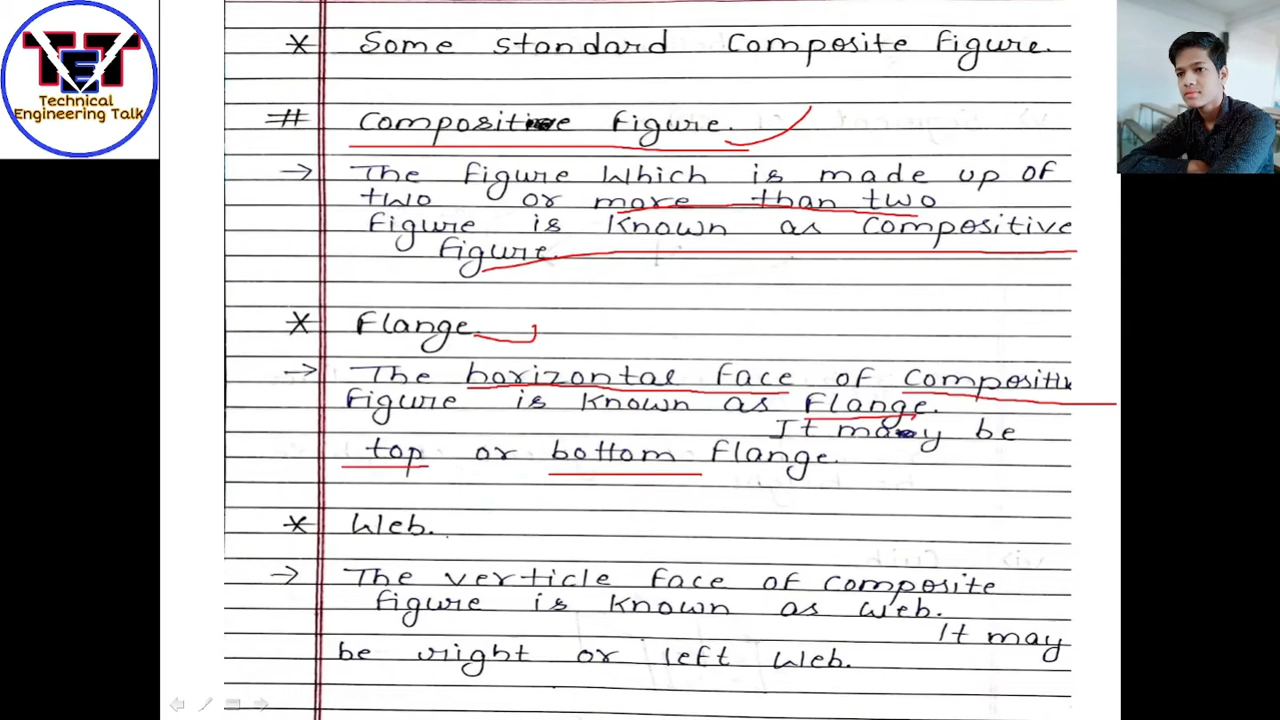 TET
Technical
Engineering Talk
* Some standard Composite figure.
# Composite figure.
→ The figure Which is made up of
two or more than two
figure is known as Compositive
figure.
* Flange
→ The horizontal face of Compositiv
figure is known as Flange.
It may be
top or bottom flange.
* Web.
→ The verticle face of composite
figure is known as web.
It may
be right or left web.